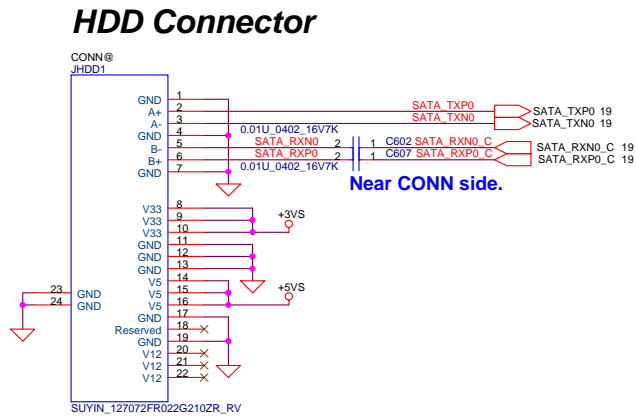 HDD Connector
CONN@
JHDD1
GND 1
A+ 2 SATA_TXP0 SATA_TXP0 19
A- 3 SATA_TXN0 SATA_TXN0 19
GND 4 0.01U_0402_16V7K
B- 5 SATA_RXN0 2 1 C602 SATA_RXN0_C SATA_RXN0_C 19
B+ 6 SATA_RXP0 2 1 C607 SATA_RXP0_C SATA_RXP0_C 19
GND 7 0.01U_0402_16V7K
Near CONN side.
V33 8
V33 9 +3VS
V33 10
GND 11
GND 12
GND 13
V5 14
23 GND V5 15 +5VS
24 GND V5 16
GND 17
Reserved 18
GND 19
V12 20
V12 21
V12 22
SUYIN_127072FR022G210ZR_RV